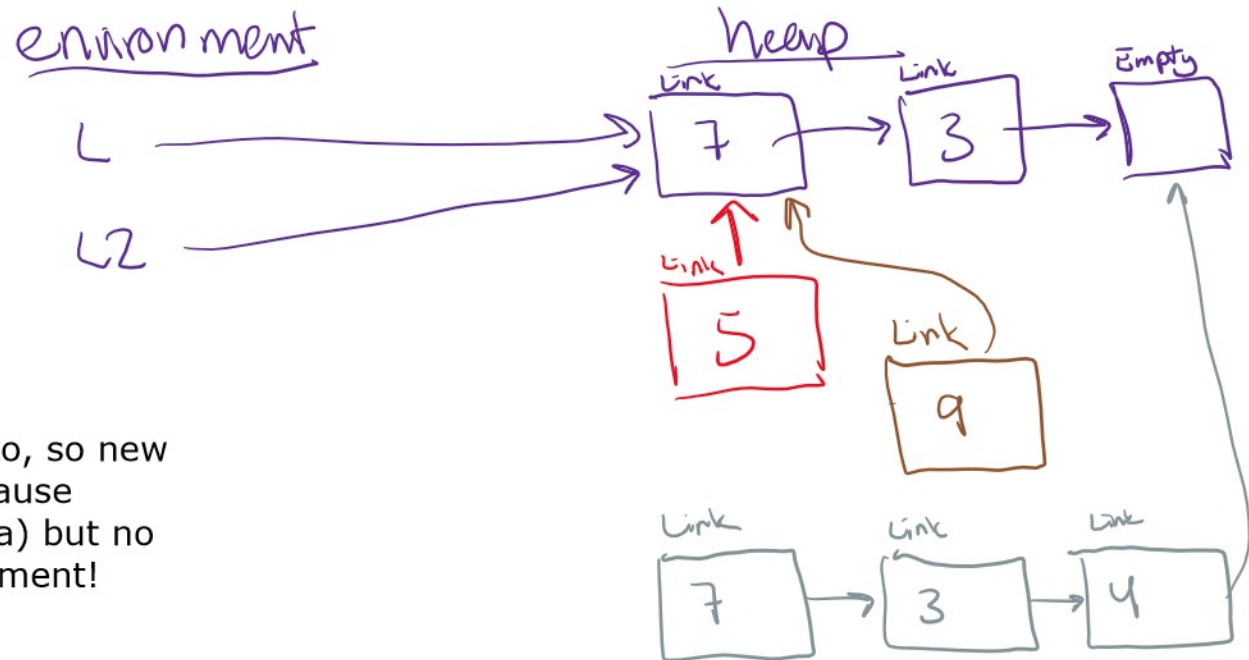 environment
heap
Link
Link
Empty
L
7
3
L2
Link
5
Link
9
o, so new
ause
a) but no
ment!
Link
Link
Link
7
3
4